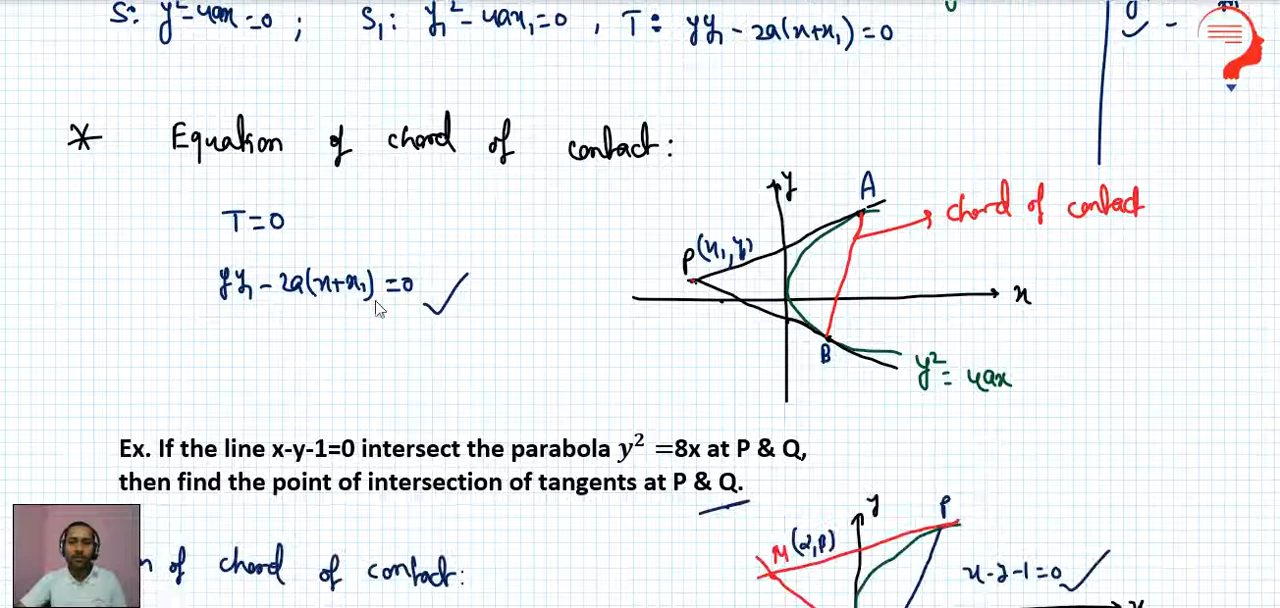 S: y²-4ax=0 ; S₁: y₁²-4ax₁=0 , T: yy₁ - 2a(x+x₁)=0
* Equation of chord of contact:
T=0
yy₁ - 2a(x+x₁)=0
y
A
chord of contact
P(x₁,y₁)
x
B
y²=4ax
Ex. If the line x-y-1=0 intersect the parabola y² =8x at P & Q,
then find the point of intersection of tangents at P & Q.
y
P
M(α,β)
of chord of contact:
x-y-1=0
x